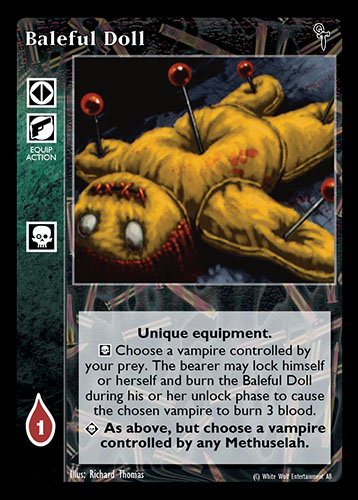 Baleful Doll
EQUIP
ACTION
Unique equipment.
Choose a vampire controlled by
your prey. The bearer may lock himself
or herself and burn the Baleful Doll
during his or her unlock phase to cause
the chosen vampire to burn 3 blood.
As above, but choose a vampire
controlled by any Methuselah.
1
Illus: Richard Thomas
(C) White Wolf Entertainment AB